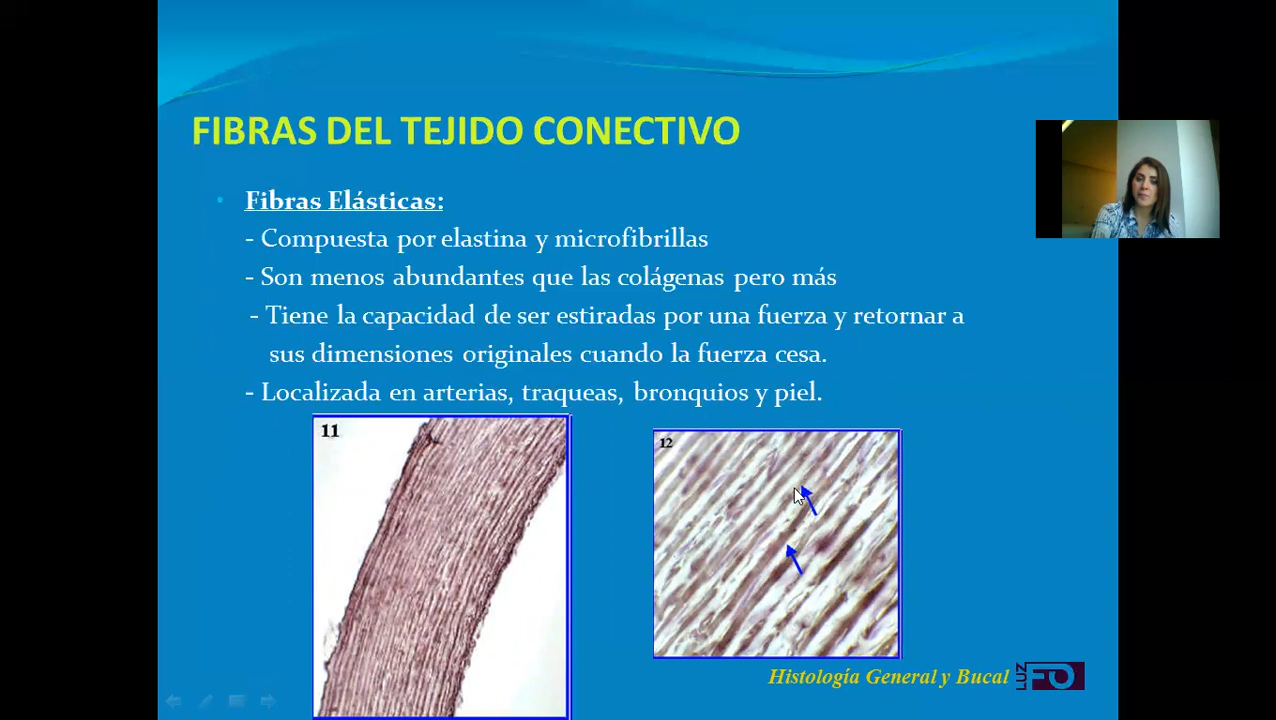 FIBRAS DEL TEJIDO CONECTIVO
• Fibras Elásticas:
- Compuesta por elastina y microfibrillas
- Son menos abundantes que las colágenas pero más
- Tiene la capacidad de ser estiradas por una fuerza y retornar a
sus dimensiones originales cuando la fuerza cesa.
- Localizada en arterias, traqueas, bronquios y piel.
11
12
Histología General y Bucal
LUZ FO